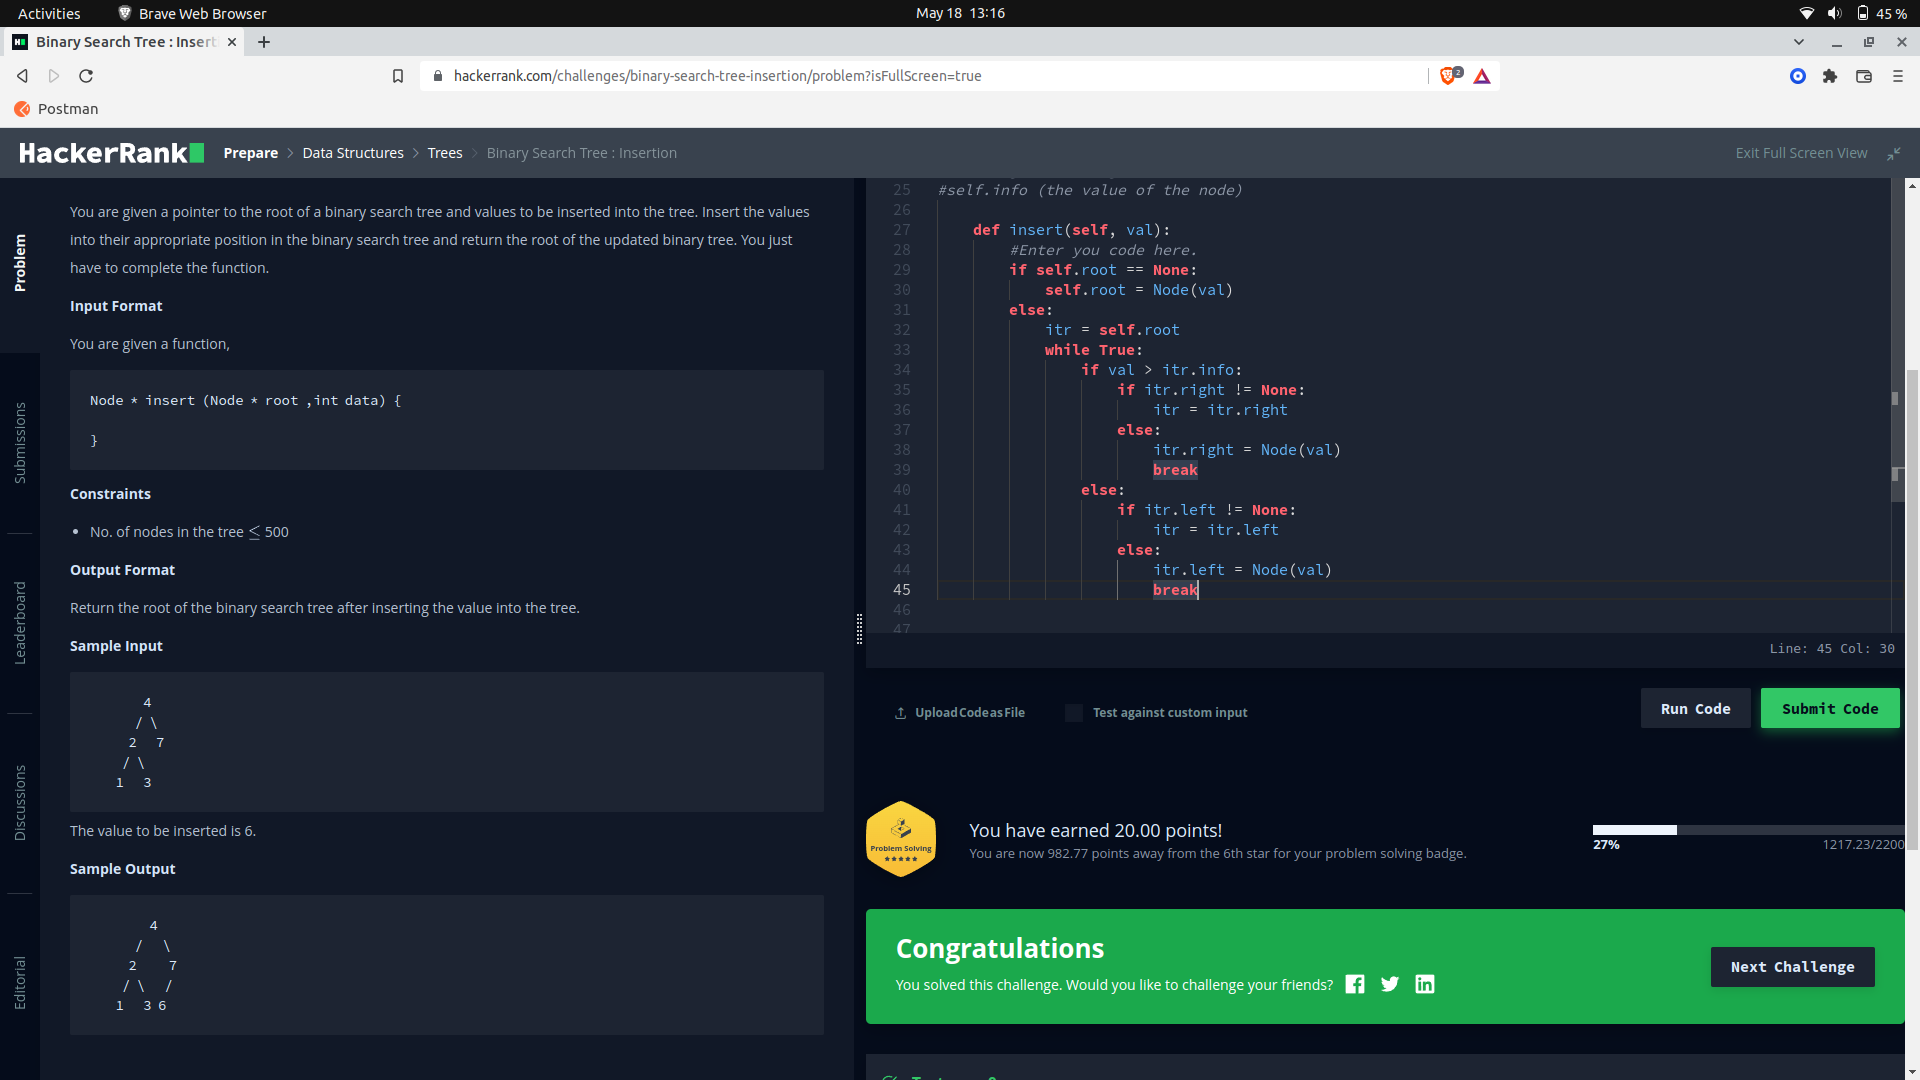 Activities
Brave Web Browser
May 18 13:16
45 %
Binary Search Tree : Insert
hackerrank.com/challenges/binary-search-tree-insertion/problem?isFullScreen=true
2
Postman
HackerRank
Prepare > Data Structures > Trees > Binary Search Tree : Insertion
Exit Full Screen View
Problem
Submissions
Leaderboard
Discussions
Editorial
You are given a pointer to the root of a binary search tree and values to be inserted into the tree. Insert the values
into their appropriate position in the binary search tree and return the root of the updated binary tree. You just
have to complete the function.
Input Format
You are given a function,
Node * insert (Node * root ,int data) {
}
Constraints
• No. of nodes in the tree ≤ 500
Output Format
Return the root of the binary search tree after inserting the value into the tree.
Sample Input
4
/ \
2 7
/ \
1 3
The value to be inserted is 6.
Sample Output
4
/ \
2 7
/ \ /
1 3 6
25 #self.info (the value of the node)
26
27 def insert(self, val):
28 #Enter you code here.
29 if self.root == None:
30 self.root = Node(val)
31 else:
32 itr = self.root
33 while True:
34 if val > itr.info:
35 if itr.right != None:
36 itr = itr.right
37 else:
38 itr.right = Node(val)
39 break
40 else:
41 if itr.left != None:
42 itr = itr.left
43 else:
44 itr.left = Node(val)
45 break
46
47
Line: 45 Col: 30
Upload Code as File
Test against custom input
Run Code
Submit Code
Problem Solving
You have earned 20.00 points!
You are now 982.77 points away from the 6th star for your problem solving badge.
27%
1217.23/2200
Congratulations
You solved this challenge. Would you like to challenge your friends?
Next Challenge